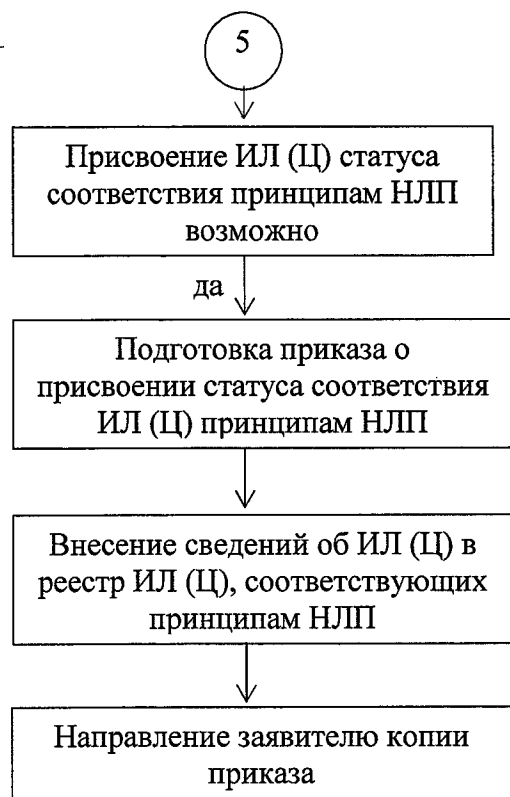 5
Присвоение ИЛ (Ц) статуса
соответствия принципам НЛП
возможно
да
Подготовка приказа о
присвоении статуса соответствия
ИЛ (Ц) принципам НЛП
Внесение сведений об ИЛ (Ц) в
реестр ИЛ (Ц), соответствующих
принципам НЛП
Направление заявителю копии
приказа